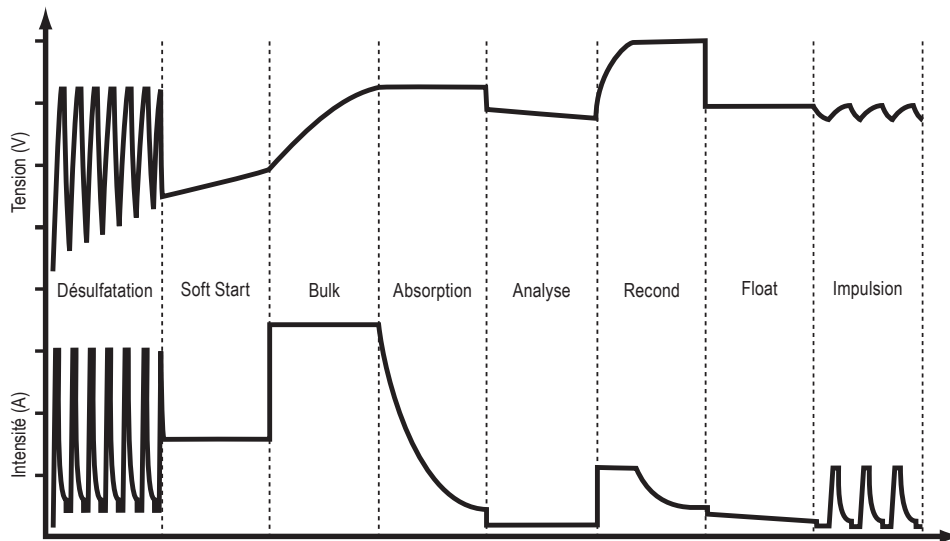 Tension (V)
Désulfatation
Soft Start
Bulk
Absorption
Analyse
Recond
Float
Impulsion
Intensité (A)